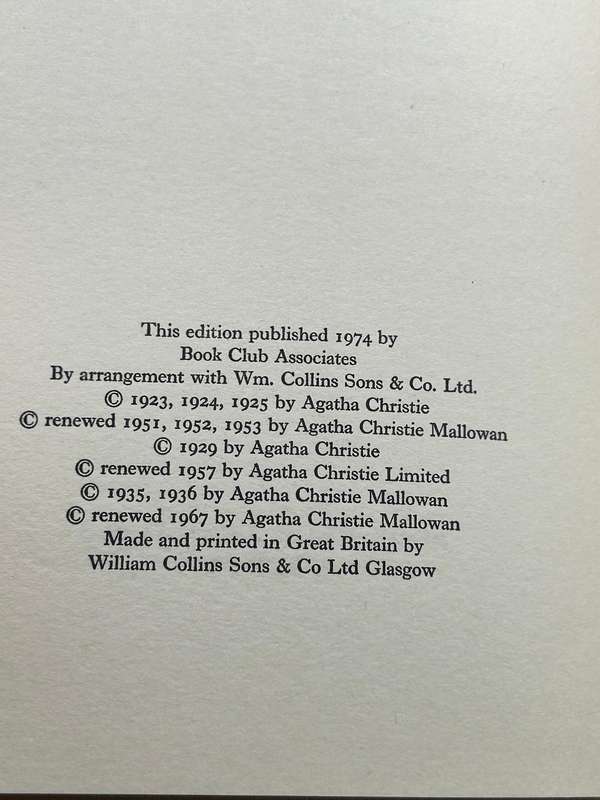 This edition published 1974 by
Book Club Associates
By arrangement with Wm. Collins Sons & Co. Ltd.
© 1923, 1924, 1925 by Agatha Christie
© renewed 1951, 1952, 1953 by Agatha Christie Mallowan
© 1929 by Agatha Christie
© renewed 1957 by Agatha Christie Limited
© 1935, 1936 by Agatha Christie Mallowan
© renewed 1967 by Agatha Christie Mallowan
Made and printed in Great Britain by
William Collins Sons & Co Ltd Glasgow